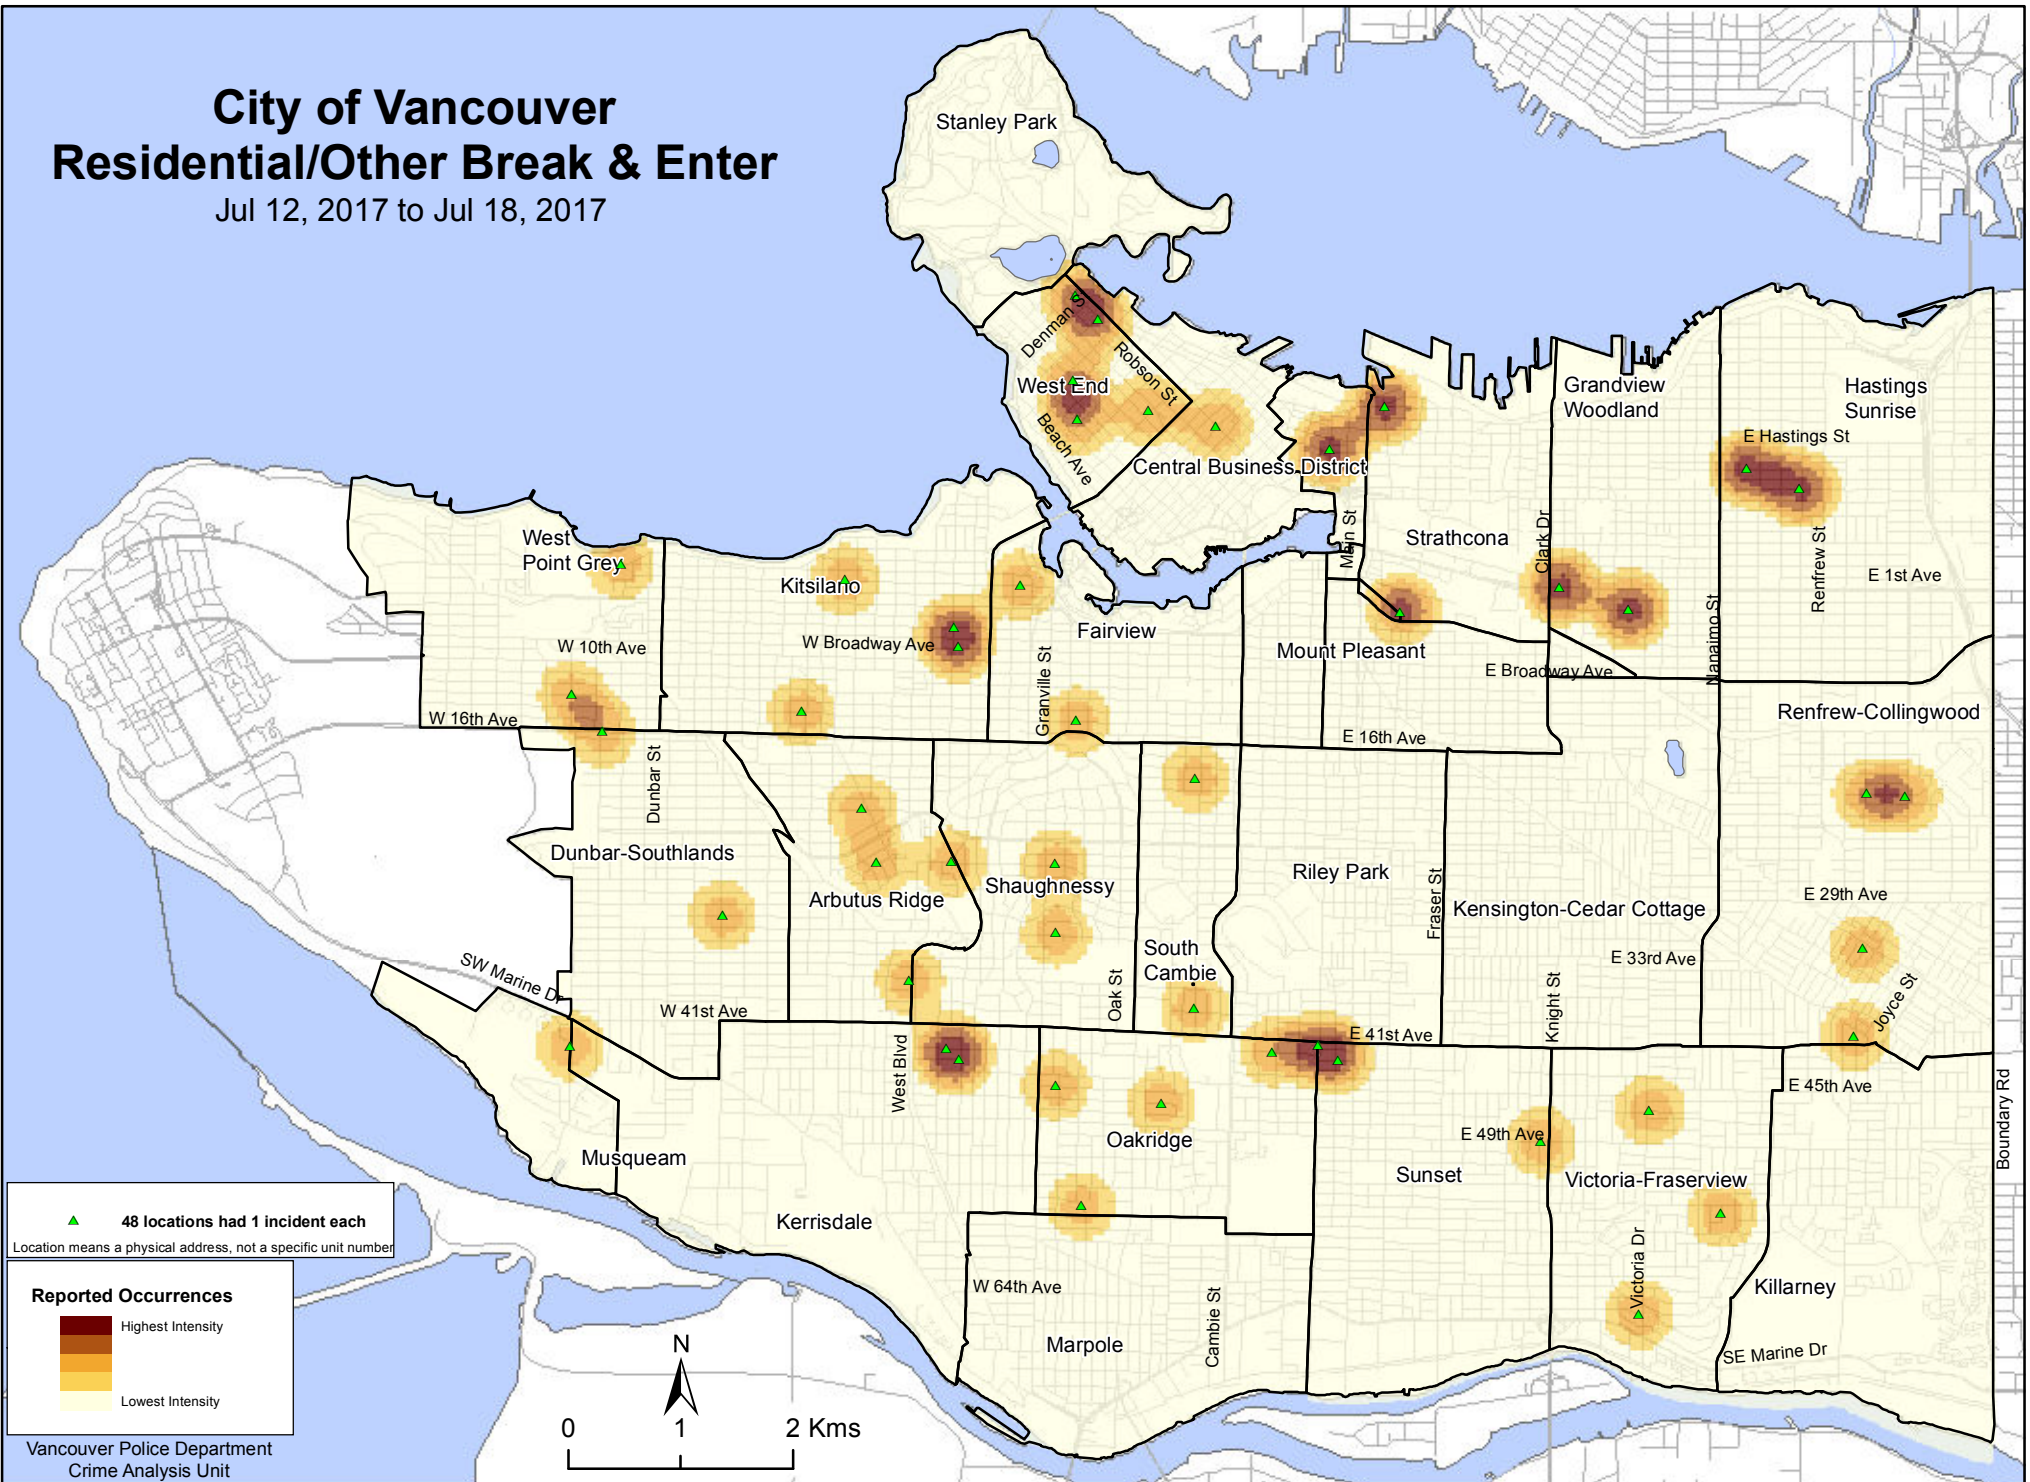 City of Vancouver
Residential/Other Break & Enter
Jul 12, 2017 to Jul 18, 2017
Stanley Park
Denman S
Robson St
West End
Beach Ave
Central Business District
Grandview
Woodland
Hastings
Sunrise
E Hastings St
Main St
Strathcona
Clark Dr
Nanaimo St
Renfrew St
E 1st Ave
West
Point Grey
Kitsilano
W 10th Ave
W Broadway Ave
Fairview
Granville St
Mount Pleasant
E Broadway Ave
W 16th Ave
E 16th Ave
Renfrew-Collingwood
Dunbar St
Dunbar-Southlands
Arbutus Ridge
Shaughnessy
Riley Park
Fraser St
Kensington-Cedar Cottage
E 29th Ave
E 33rd Ave
South
Cambie
Oak St
Knight St
Joyce St
SW Marine Dr
W 41st Ave
E 41st Ave
West Blvd
E 45th Ave
Boundary Rd
Oakridge
E 49th Ave
Sunset
Victoria-Fraserview
Musqueam
Kerrisdale
Victoria Dr
Killarney
W 64th Ave
Cambie St
Marpole
SE Marine Dr
48 locations had 1 incident each
Location means a physical address, not a specific unit number
Reported Occurrences
Highest Intensity
Lowest Intensity
Vancouver Police Department
Crime Analysis Unit
N
0 1 2 Kms